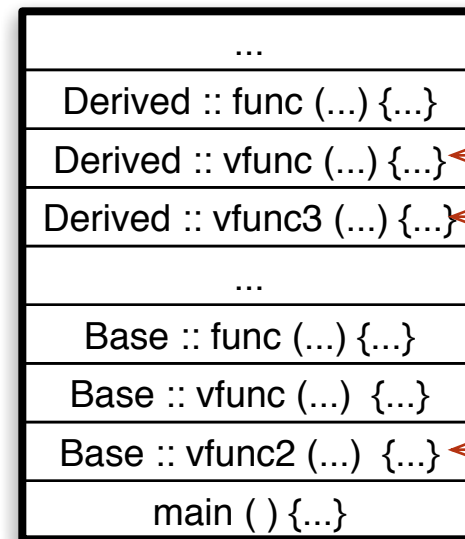 ...
Derived :: func (...) {...}
Derived :: vfunc (...) {...}
Derived :: vfunc3 (...) {...}
...
Base :: func (...) {...}
Base :: vfunc (...) {...}
Base :: vfunc2 (...) {...}
main ( ) {...}